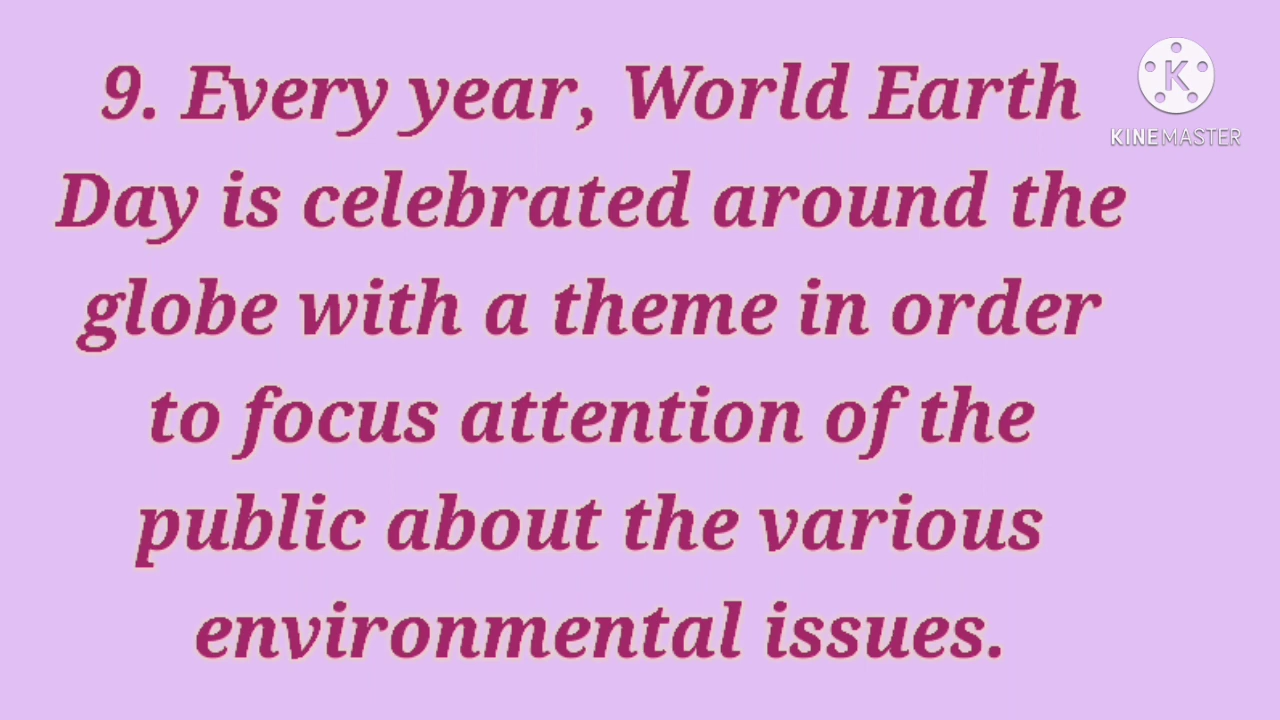 9. Every year, World Earth
Day is celebrated around the
globe with a theme in order
to focus attention of the
public about the various
environmental issues.
K
KINEMASTER